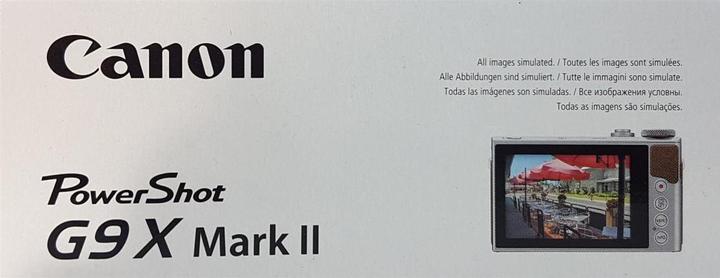 Canon
All images simulated. / Toutes les images sont simulées.
Alle Abbildungen sind simuliert. / Tutte le immagini sono simulate.
Todas las imágenes son simuladas. / Все изображения условны.
Todas as imagens são simulações.
PowerShot
G9 X Mark II